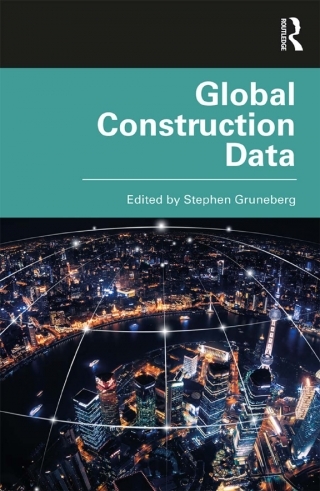 ROUTLEDGE
Global
Construction
Data
Edited by Stephen Gruneberg